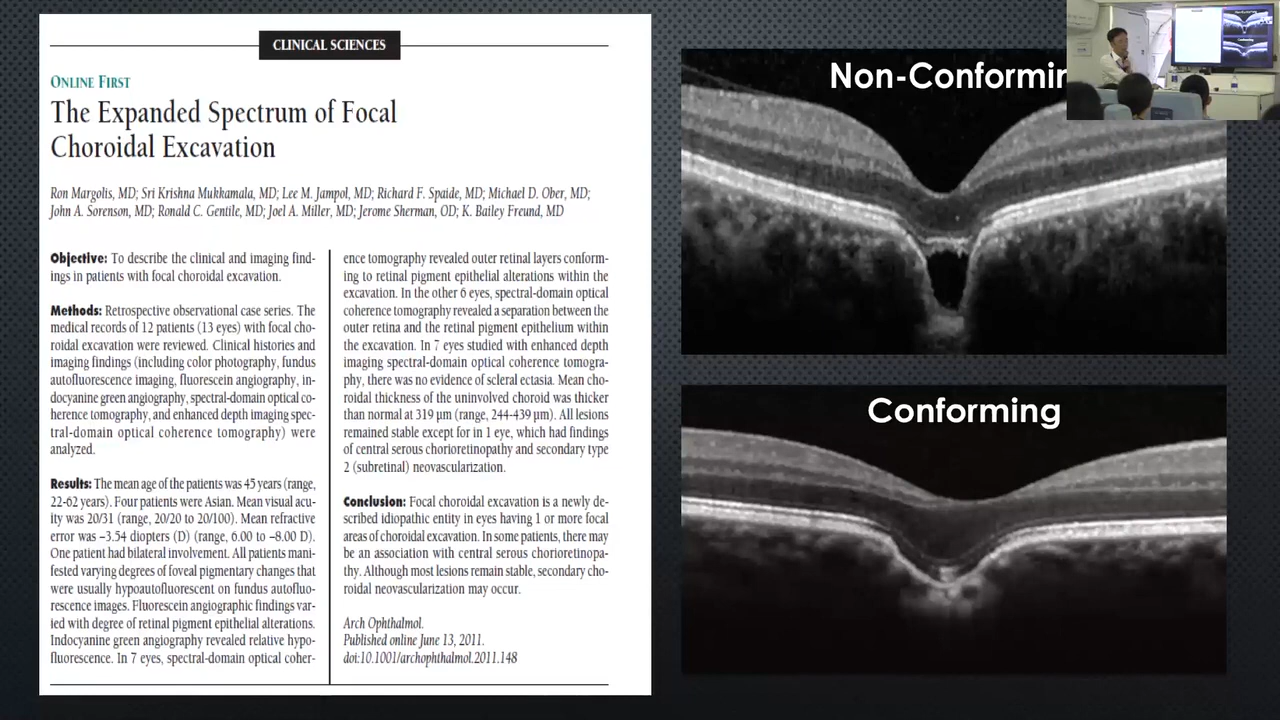 CLINICAL SCIENCES
ONLINE FIRST
The Expanded Spectrum of Focal
Choroidal Excavation
Ron Margolis, MD; Sri Krishna Mukkamala, MD; Lee M. Jampol, MD; Richard F. Spaide, MD; Michael D. Ober, MD;
John A. Sorenson, MD; Ronald C. Gentile, MD; Joel A. Miller, MD; Jerome Sherman, OD; K. Bailey Freund, MD
Objective: To describe the clinical and imaging find-
ings in patients with focal choroidal excavation.
Methods: Retrospective observational case series. The
medical records of 12 patients (13 eyes) with focal cho-
roidal excavation were reviewed. Clinical histories and
imaging findings (including color photography, fundus
autofluorescence imaging, fluorescein angiography, in-
docyanine green angiography, spectral-domain optical co-
herence tomography, and enhanced depth imaging spec-
tral-domain optical coherence tomography) were
analyzed.
Results: The mean age of the patients was 45 years (range,
22-62 years). Four patients were Asian. Mean visual acu-
ity was 20/31 (range, 20/20 to 20/100). Mean refractive
error was −3.54 diopters (D) (range, 6.00 to −8.00 D).
One patient had bilateral involvement. All patients mani-
fested varying degrees of foveal pigmentary changes that
were usually hypoautofluorescent on fundus autofluo-
rescence images. Fluorescein angiographic findings var-
ied with degree of retinal pigment epithelial alterations.
Indocyanine green angiography revealed relative hypo-
fluorescence. In 7 eyes, spectral-domain optical coher-
ence tomography revealed outer retinal layers conform-
ing to retinal pigment epithelial alterations within the
excavation. In the other 6 eyes, spectral-domain optical
coherence tomography revealed a separation between the
outer retina and the retinal pigment epithelium within
the excavation. In 7 eyes studied with enhanced depth
imaging spectral-domain optical coherence tomogra-
phy, there was no evidence of scleral ectasia. Mean cho-
roidal thickness of the uninvolved choroid was thicker
than normal at 319 µm (range, 244-439 µm). All lesions
remained stable except for in 1 eye, which had findings
of central serous chorioretinopathy and secondary type
2 (subretinal) neovascularization.
Conclusion: Focal choroidal excavation is a newly de-
scribed idiopathic entity in eyes having 1 or more focal
areas of choroidal excavation. In some patients, there may
be an association with central serous chorioretinopa-
thy. Although most lesions remain stable, secondary cho-
roidal neovascularization may occur.
Arch Ophthalmol.
Published online June 13, 2011.
doi:10.1001/archophthalmol.2011.148
Non-Conformin
Conforming